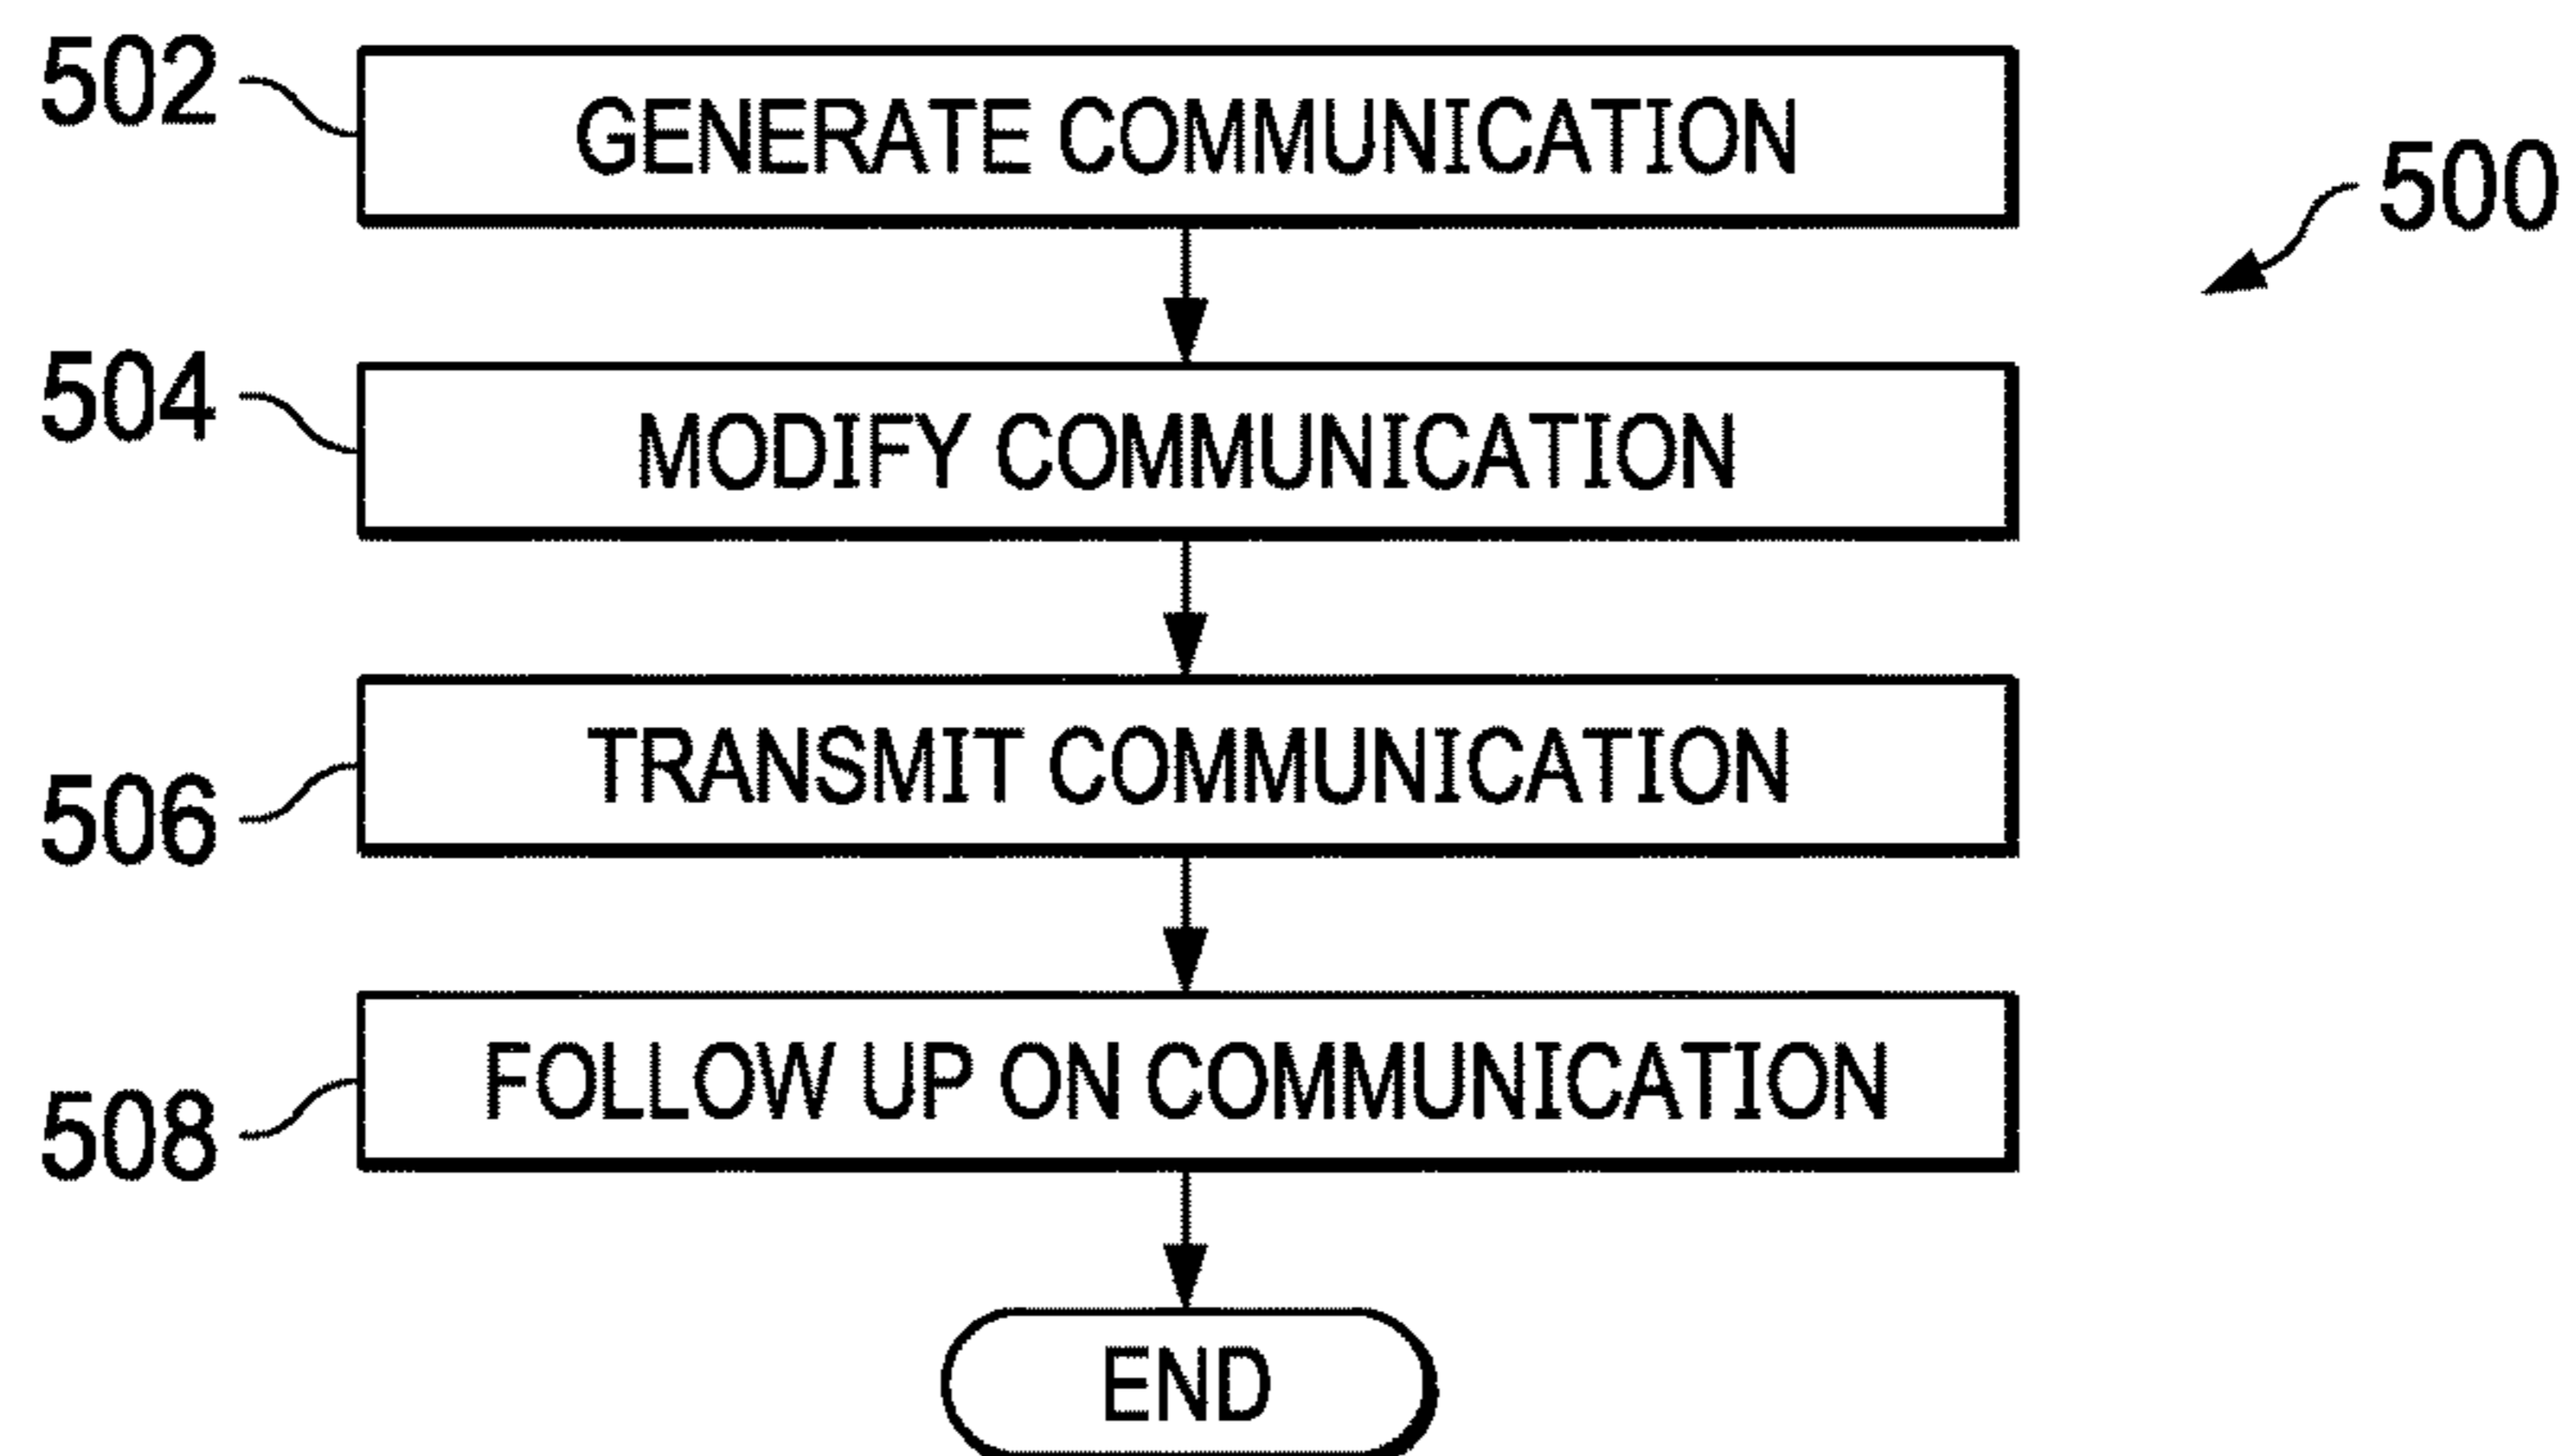 502
GENERATE COMMUNICATION
500
504
MODIFY COMMUNICATION
506
TRANSMIT COMMUNICATION
508
FOLLOW UP ON COMMUNICATION
END